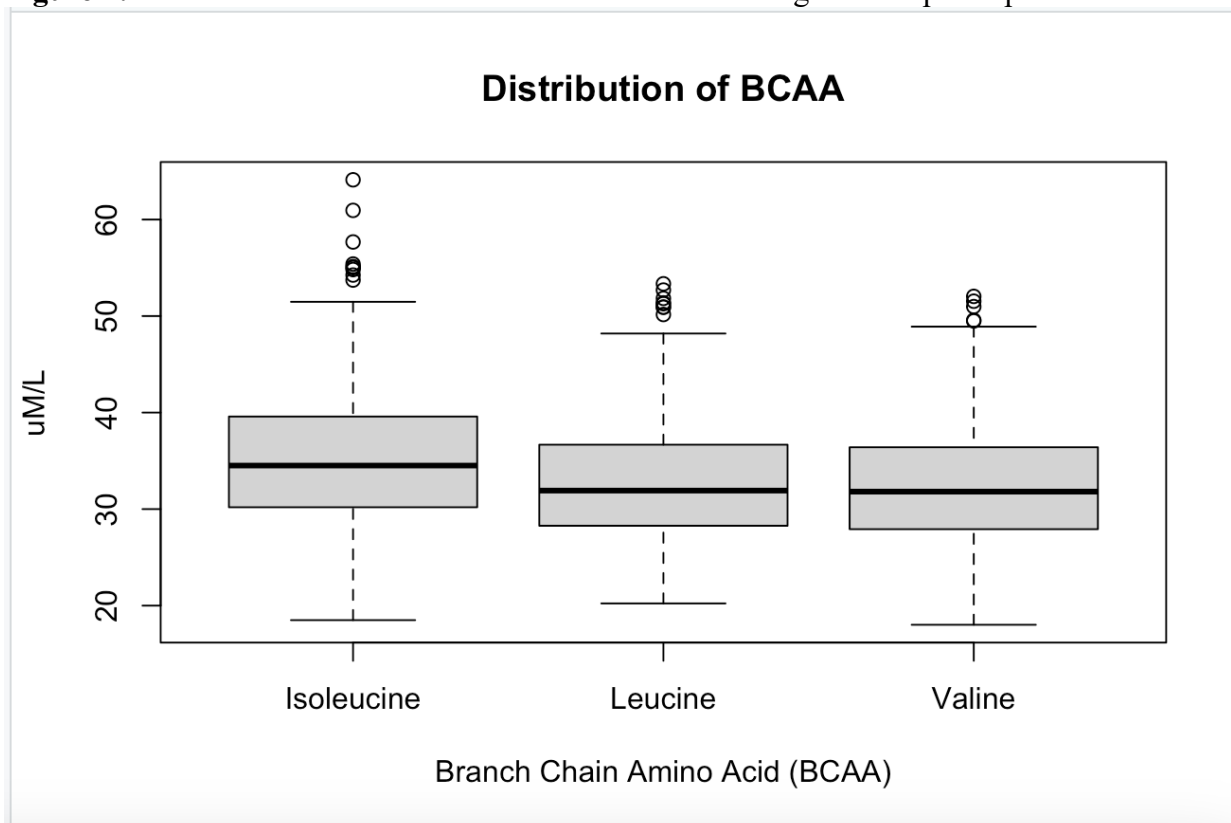 Distribution of BCAA
uM/L
60
50
40
30
20
Isoleucine Leucine Valine
Branch Chain Amino Acid (BCAA)